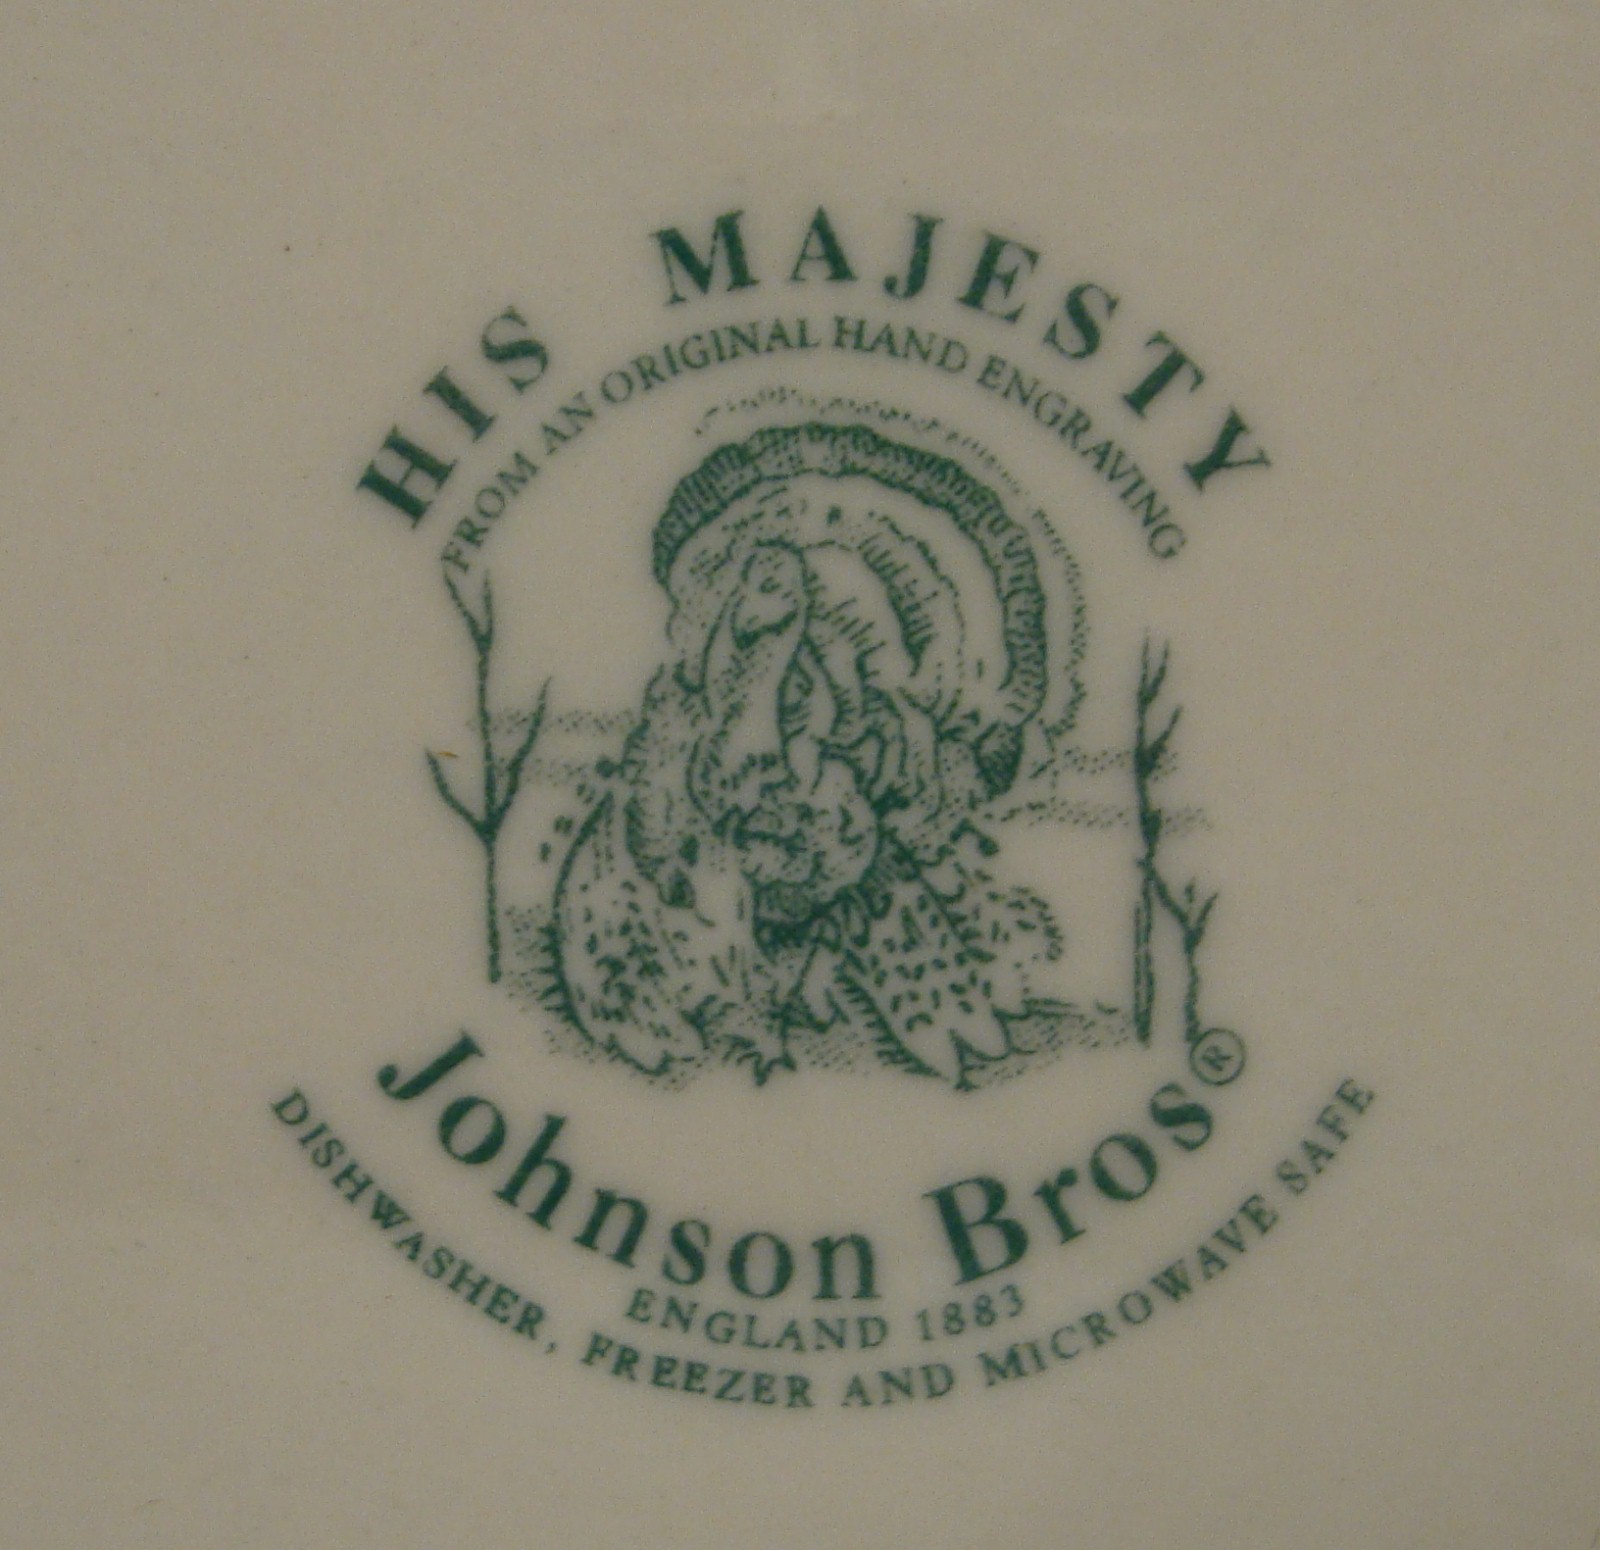 HIS MAJESTY
FROM AN ORIGINAL HAND ENGRAVING
Johnson Bros®
ENGLAND 1883
DISHWASHER, FREEZER AND MICROWAVE SAFE